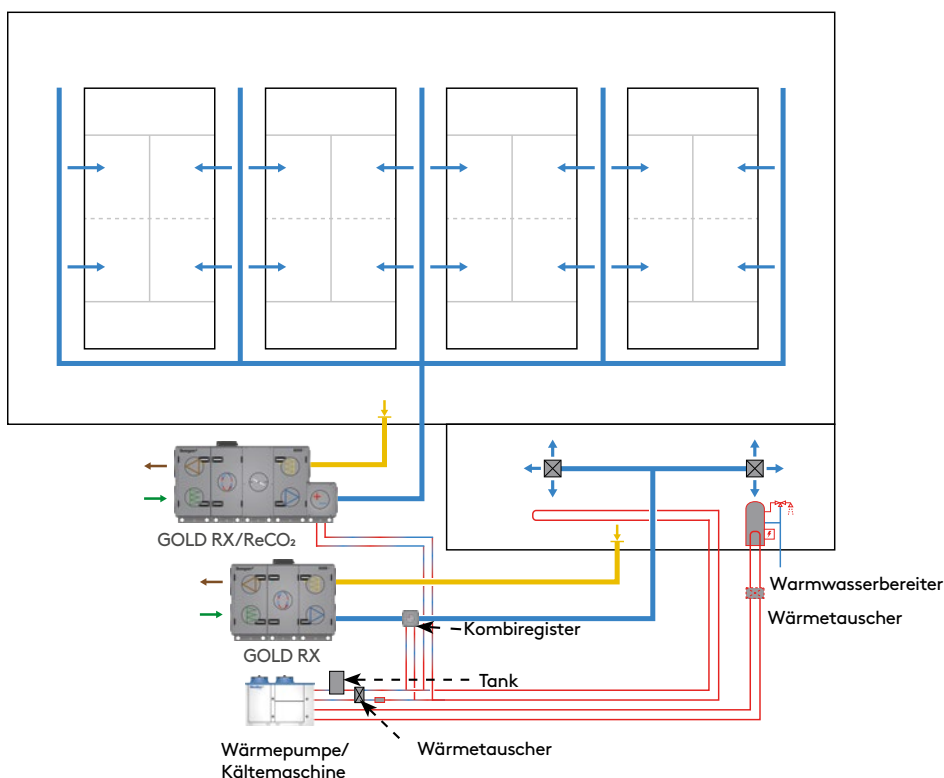 GOLD RX/ReCO₂
Warmwasserbereiter
Wärmetauscher
Kombiregister
GOLD RX
Tank
Wärmetauscher
Wärmepumpe/
Kältemaschine